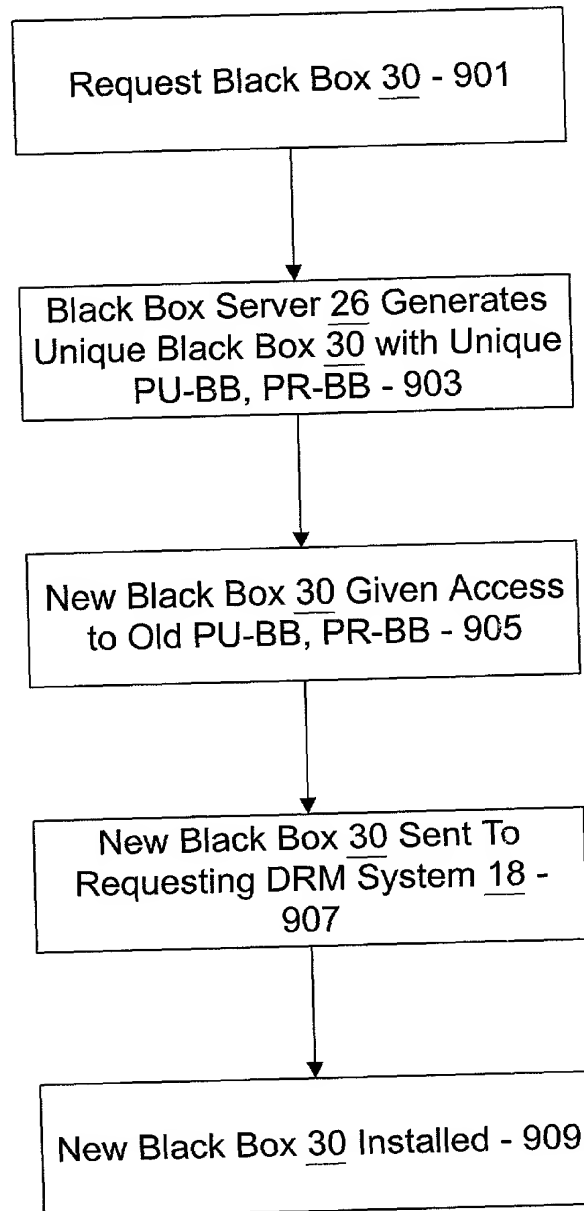 Request Black Box 30 - 901
Black Box Server 26 Generates
Unique Black Box 30 with Unique
PU-BB, PR-BB - 903
New Black Box 30 Given Access
to Old PU-BB, PR-BB - 905
New Black Box 30 Sent To
Requesting DRM System 18 -
907
New Black Box 30 Installed - 909